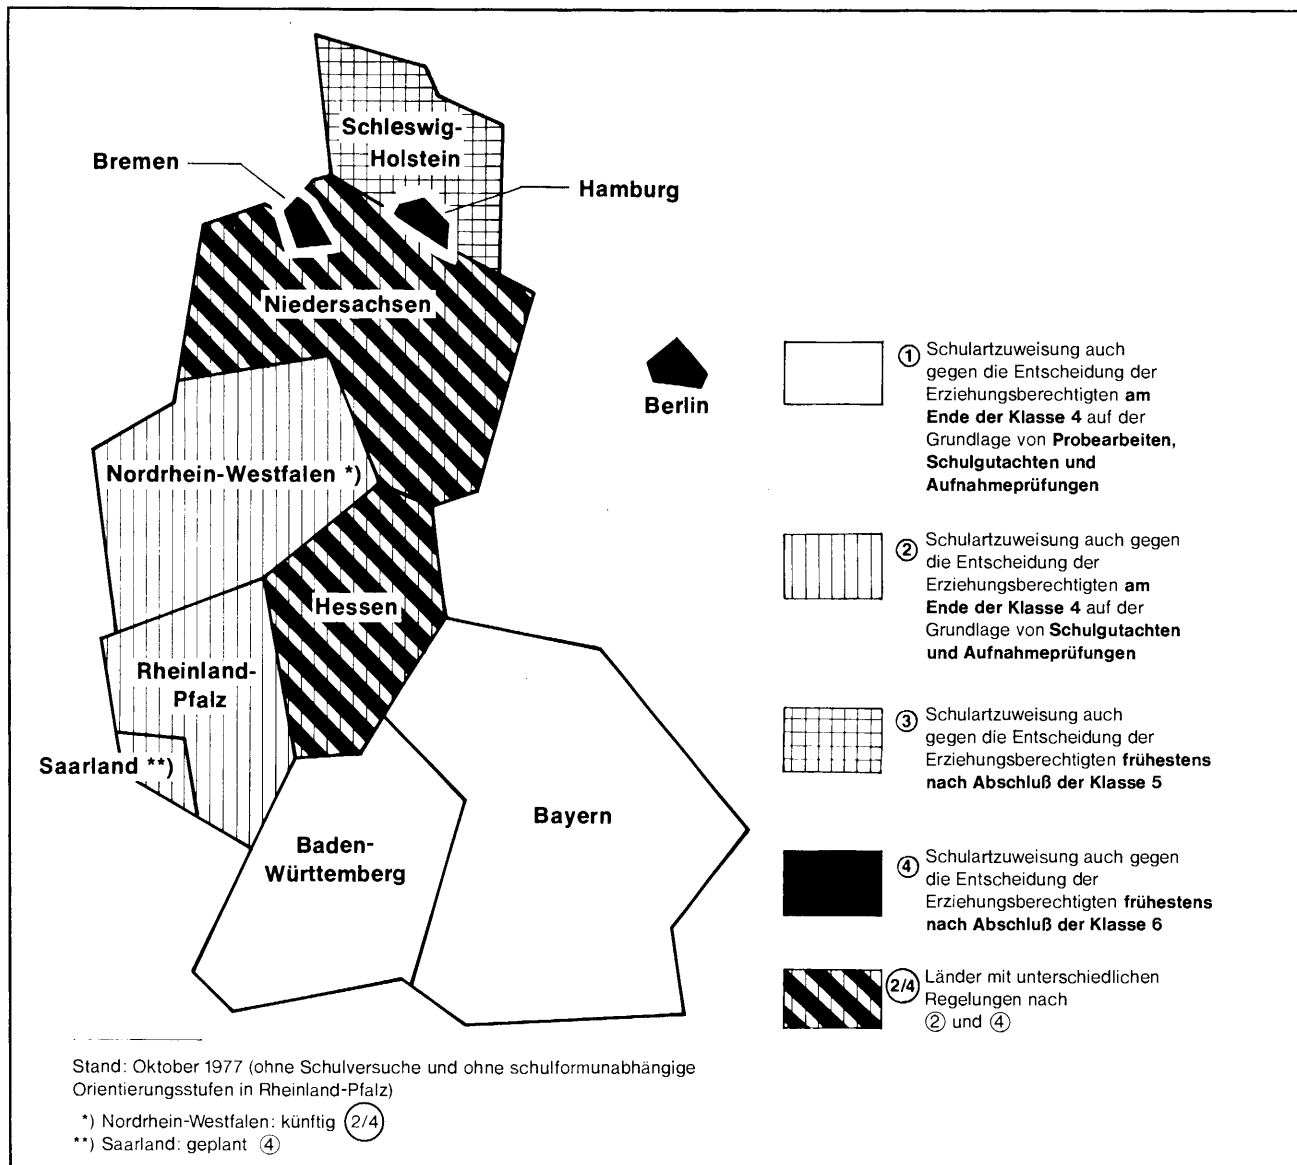 Schleswig-
Holstein
Bremen
Hamburg
Niedersachsen
Berlin
Nordrhein-Westfalen *)
Hessen
Rheinland-
Pfalz
Saarland **)
Baden-
Württemberg
Bayern
① Schulartzuweisung auch
gegen die Entscheidung der
Erziehungsberechtigten am
Ende der Klasse 4 auf der
Grundlage von Probearbeiten,
Schulgutachten und
Aufnahmeprüfungen
② Schulartzuweisung auch gegen
die Entscheidung der
Erziehungsberechtigten am
Ende der Klasse 4 auf der
Grundlage von Schulgutachten
und Aufnahmeprüfungen
③ Schulartzuweisung auch
gegen die Entscheidung der
Erziehungsberechtigten frühestens
nach Abschluß der Klasse 5
④ Schulartzuweisung auch gegen
die Entscheidung der
Erziehungsberechtigten frühestens
nach Abschluß der Klasse 6
2/4 Länder mit unterschiedlichen
Regelungen nach
② und ④
Stand: Oktober 1977 (ohne Schulversuche und ohne schulformunabhängige
Orientierungsstufen in Rheinland-Pfalz)
*) Nordrhein-Westfalen: künftig 2/4
**) Saarland: geplant ④